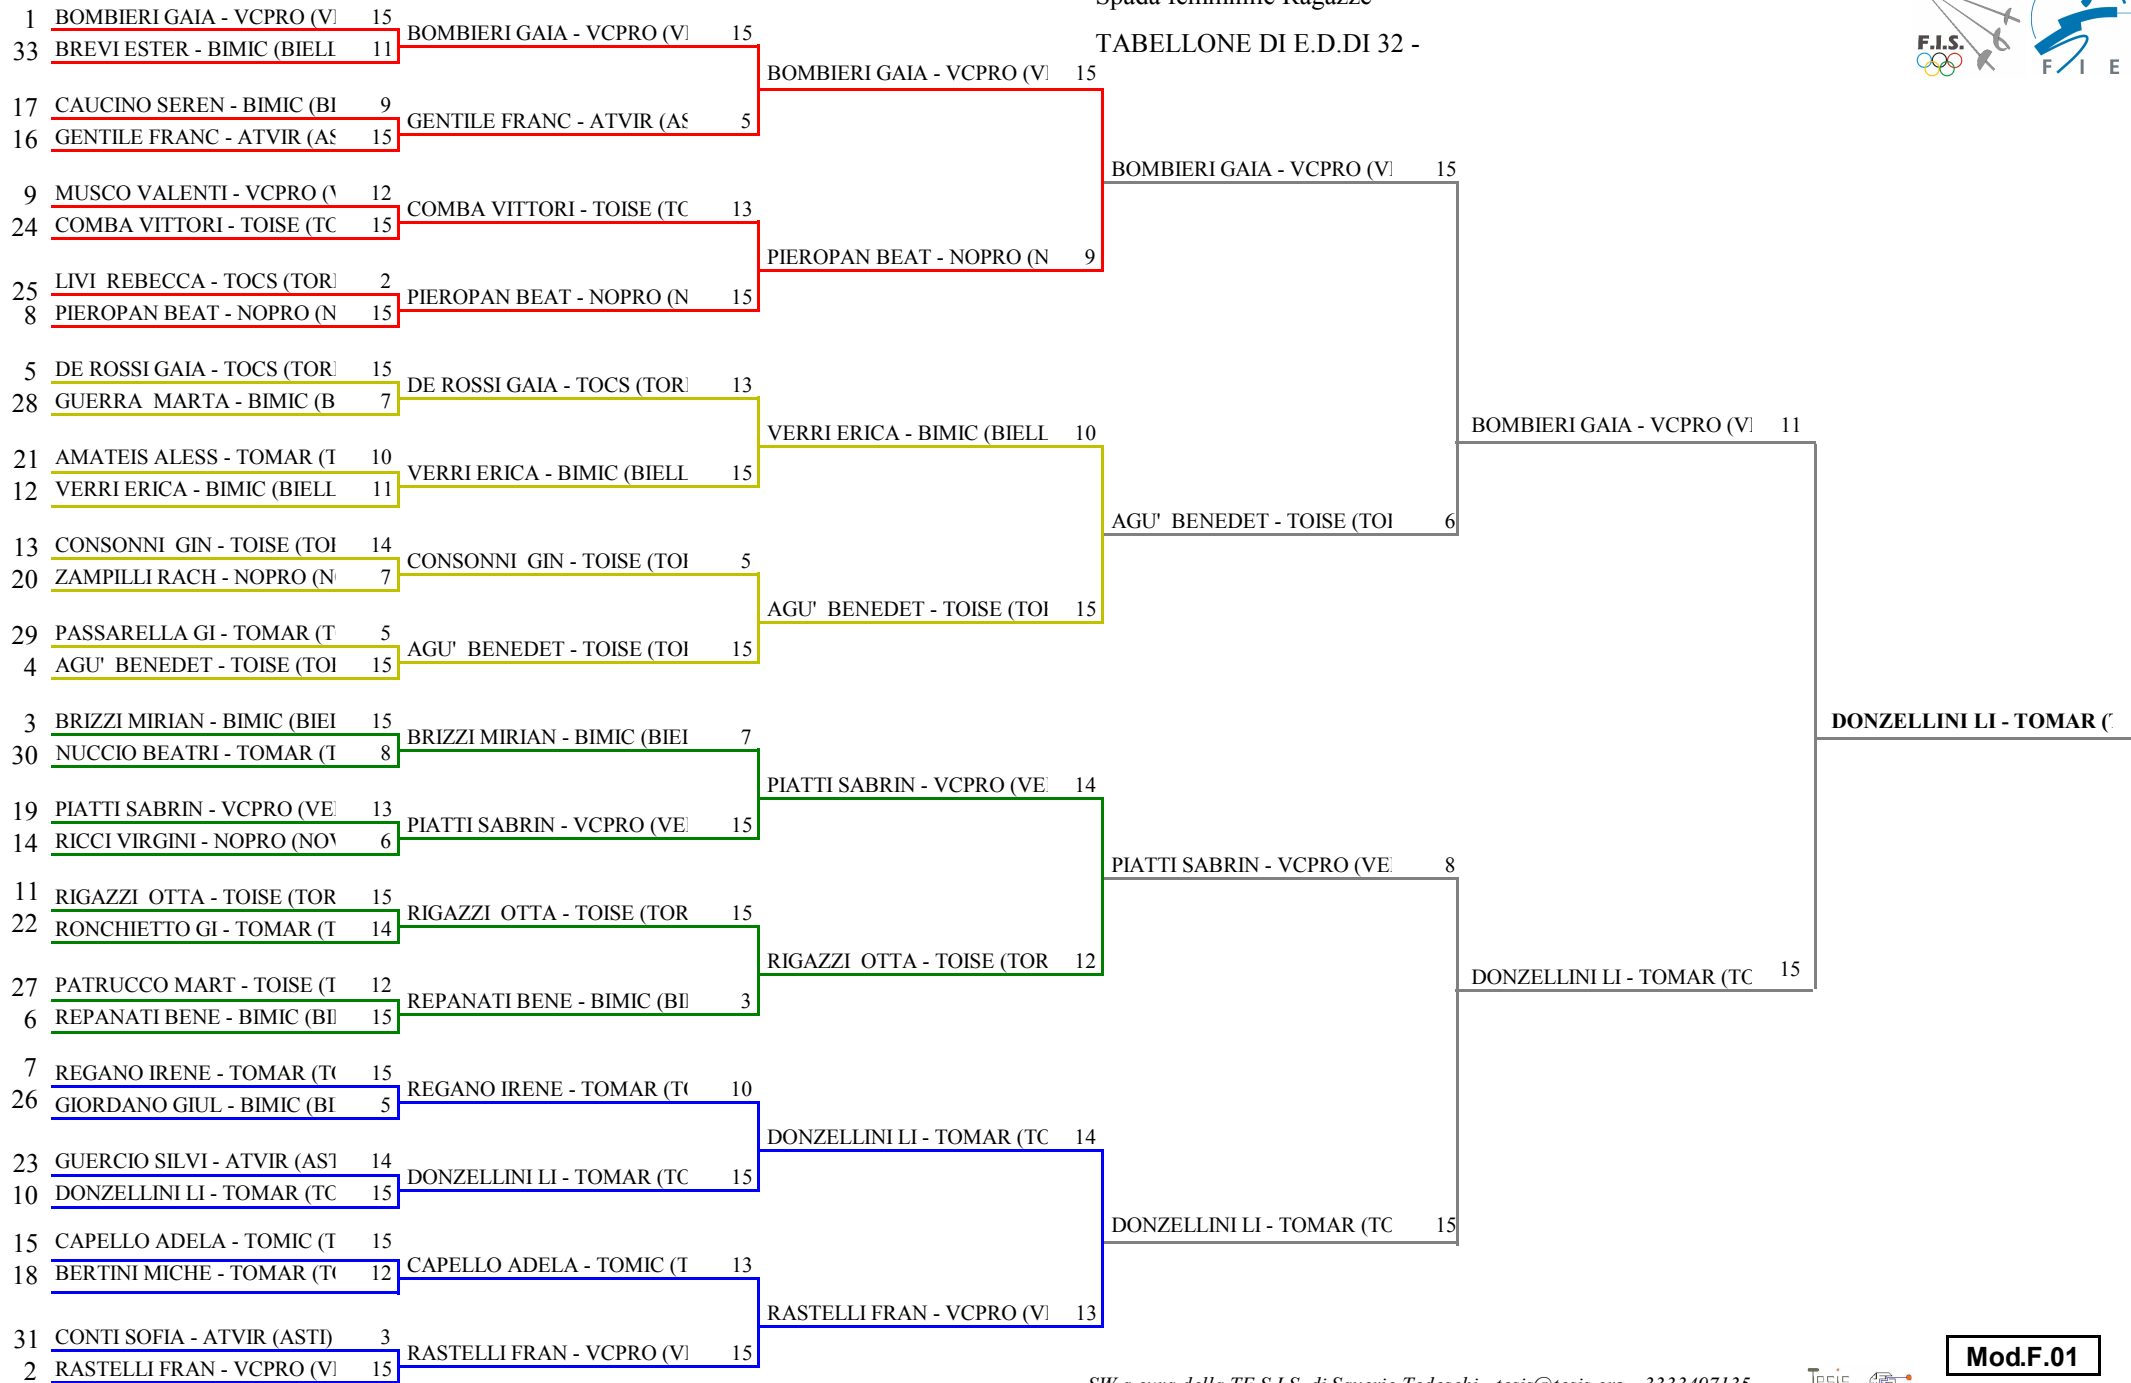 TABELLONE DI E.D.DI 32 -
F.I.S.
F I E
1 BOMBIERI GAIA - VCPRO (V 15
33 BREVI ESTER - BIMIC (BIELL 11
17 CAUCINO SEREN - BIMIC (BI 9
16 GENTILE FRANC - ATVIR (AS 15
9 MUSCO VALENTI - VCPRO (V 12
24 COMBA VITTORI - TOISE (TO 15
25 LIVI REBECCA - TOCS (TORI 2
8 PIEROPAN BEAT - NOPRO (N 15
5 DE ROSSI GAIA - TOCS (TORI 15
28 GUERRA MARTA - BIMIC (B 7
21 AMATEIS ALESS - TOMAR (T 10
12 VERRI ERICA - BIMIC (BIELL 11
13 CONSONNI GIN - TOISE (TOI 14
20 ZAMPILLI RACH - NOPRO (N 7
29 PASSARELLA GI - TOMAR (T 5
4 AGU' BENEDET - TOISE (TOI 15
3 BRIZZI MIRIAN - BIMIC (BIEI 15
30 NUCCIO BEATRI - TOMAR (T 8
19 PIATTI SABRIN - VCPRO (VE 13
14 RICCI VIRGINI - NOPRO (NOV 6
11 RIGAZZI OTTA - TOISE (TOR 15
22 RONCHIETTO GI - TOMAR (T 14
27 PATRUCCO MART - TOISE (T 12
6 REPANATI BENE - BIMIC (BI 15
7 REGANO IRENE - TOMAR (TO 15
26 GIORDANO GIUL - BIMIC (BI 5
23 GUERCIO SILVI - ATVIR (AST 14
10 DONZELLINI LI - TOMAR (TO 15
15 CAPELLO ADELA - TOMIC (T 15
18 BERTINI MICHE - TOMAR (TO 12
31 CONTI SOFIA - ATVIR (ASTI) 3
2 RASTELLI FRAN - VCPRO (V 15
BOMBIERI GAIA - VCPRO (V 15
GENTILE FRANC - ATVIR (AS 5
COMBA VITTORI - TOISE (TO 13
PIEROPAN BEAT - NOPRO (N 15
DE ROSSI GAIA - TOCS (TORI 13
VERRI ERICA - BIMIC (BIELL 15
CONSONNI GIN - TOISE (TOI 5
AGU' BENEDET - TOISE (TOI 15
BRIZZI MIRIAN - BIMIC (BIEI 7
PIATTI SABRIN - VCPRO (VE 15
RIGAZZI OTTA - TOISE (TOR 15
REPANATI BENE - BIMIC (BI 3
REGANO IRENE - TOMAR (TO 10
DONZELLINI LI - TOMAR (TO 15
CAPELLO ADELA - TOMIC (T 13
RASTELLI FRAN - VCPRO (V 15
BOMBIERI GAIA - VCPRO (V 15
PIEROPAN BEAT - NOPRO (N 9
VERRI ERICA - BIMIC (BIELL 10
AGU' BENEDET - TOISE (TOI 15
PIATTI SABRIN - VCPRO (VE 14
RIGAZZI OTTA - TOISE (TOR 12
DONZELLINI LI - TOMAR (TO 14
RASTELLI FRAN - VCPRO (V 13
BOMBIERI GAIA - VCPRO (V 15
AGU' BENEDET - TOISE (TOI 6
PIATTI SABRIN - VCPRO (VE 8
DONZELLINI LI - TOMAR (TO 15
BOMBIERI GAIA - VCPRO (V 11
DONZELLINI LI - TOMAR (TO 15
DONZELLINI LI - TOMAR (
Mod.F.01